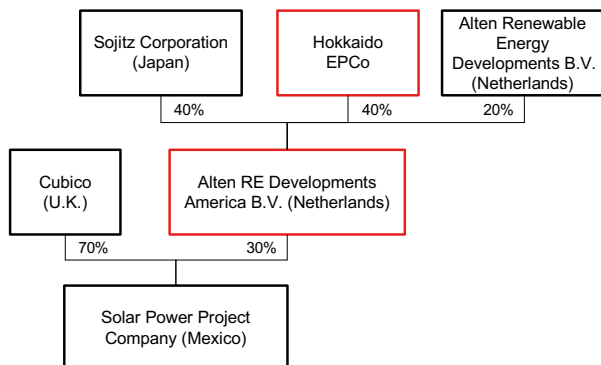 Sojitz Corporation
(Japan)
Hokkaido
EPCo
Alten Renewable
Energy
Developments B.V.
(Netherlands)
40%
40%
20%
Cubico
(U.K.)
Alten RE Developments
America B.V. (Netherlands)
70%
30%
Solar Power Project
Company (Mexico)